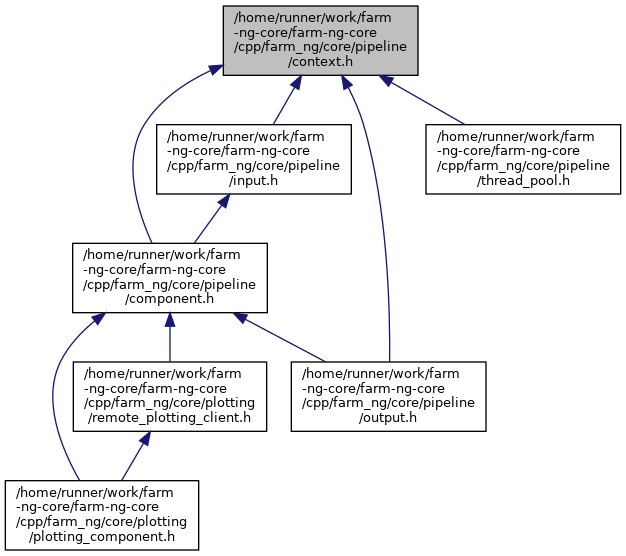 /home/runner/work/farm
-ng-core/farm-ng-core
/cpp/farm_ng/core/pipeline
/context.h
/home/runner/work/farm
-ng-core/farm-ng-core
/cpp/farm_ng/core/pipeline
/input.h
/home/runner/work/farm
-ng-core/farm-ng-core
/cpp/farm_ng/core/pipeline
/thread_pool.h
/home/runner/work/farm
-ng-core/farm-ng-core
/cpp/farm_ng/core/pipeline
/component.h
/home/runner/work/farm
-ng-core/farm-ng-core
/cpp/farm_ng/core/plotting
/remote_plotting_client.h
/home/runner/work/farm
-ng-core/farm-ng-core
/cpp/farm_ng/core/pipeline
/output.h
/home/runner/work/farm
-ng-core/farm-ng-core
/cpp/farm_ng/core/plotting
/plotting_component.h